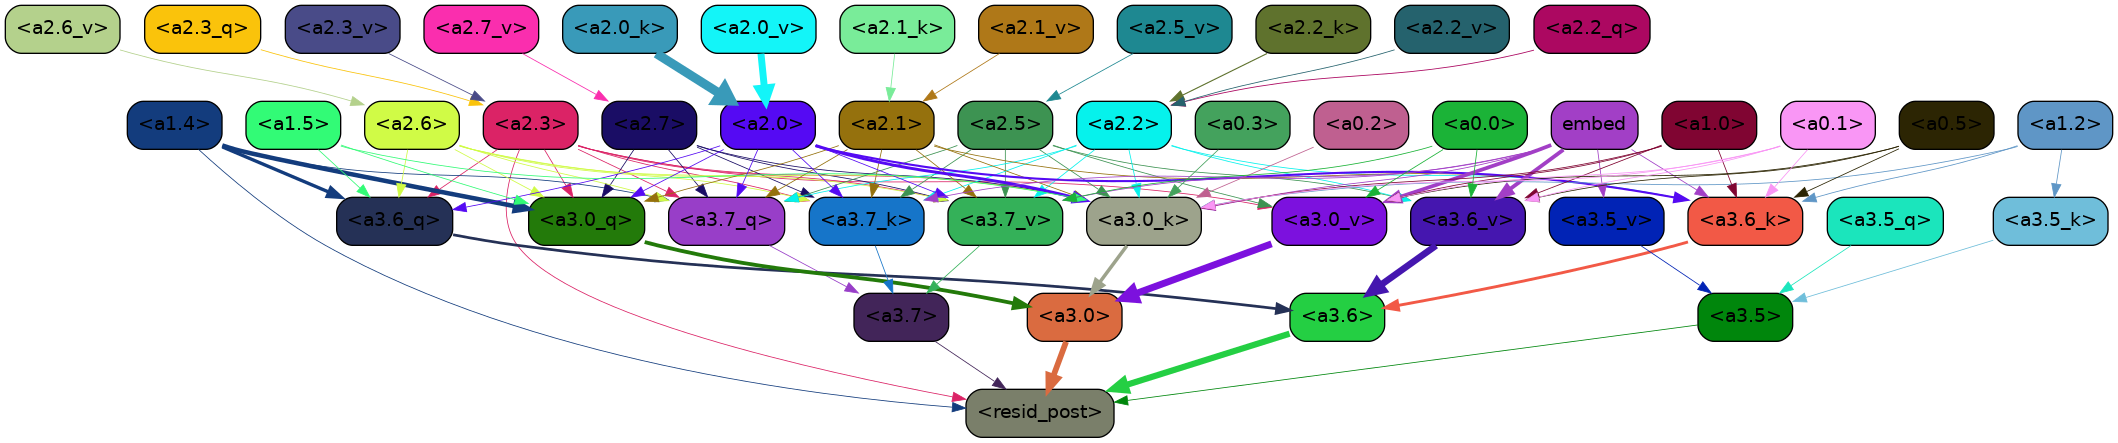 <a2.6_v> <a2.3_q> <a2.3_v> <a2.7_v> <a2.0_k> <a2.0_v> <a2.1_k> <a2.1_v> <a2.5_v> <a2.2_k> <a2.2_v> <a2.2_q>
<a1.4> <a1.5> <a2.6> <a2.3> <a2.7> <a2.0> <a2.1> <a2.5> <a2.2> <a0.3> <a0.2> <a0.0> embed <a1.0> <a0.1> <a0.5> <a1.2>
<a3.6_q> <a3.0_q> <a3.7_q> <a3.7_k> <a3.7_v> <a3.0_k> <a3.0_v> <a3.6_v> <a3.5_v> <a3.6_k> <a3.5_q> <a3.5_k>
<a3.7> <a3.0> <a3.6> <a3.5>
<resid_post>